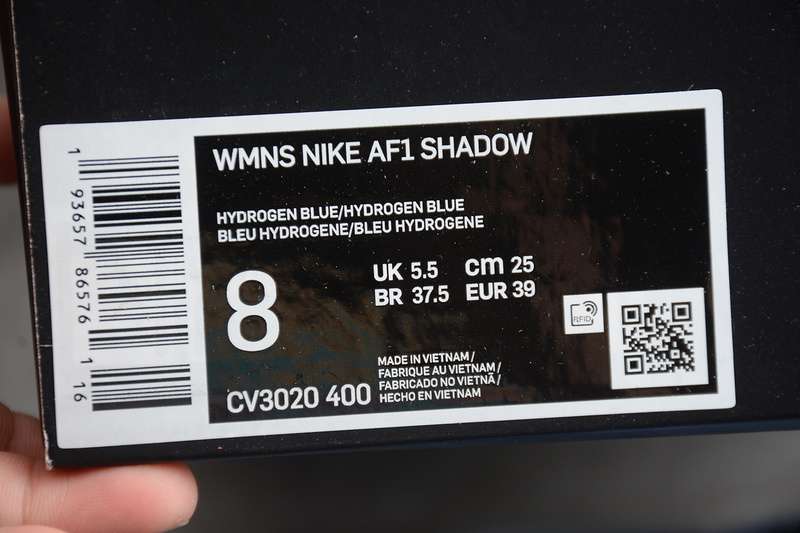 WMNS NIKE AF1 SHADOW
HYDROGEN BLUE/HYDROGEN BLUE
BLEU HYDROGENE/BLEU HYDROGENE
8
UK 5.5 cm 25
BR 37.5 EUR 39
CV3020 400
MADE IN VIETNAM /
FABRIQUE AU VIETNAM /
FABRICADO NO VIETNÃ /
HECHO EN VIETNAM
RFID
1 93657 86576 1 16